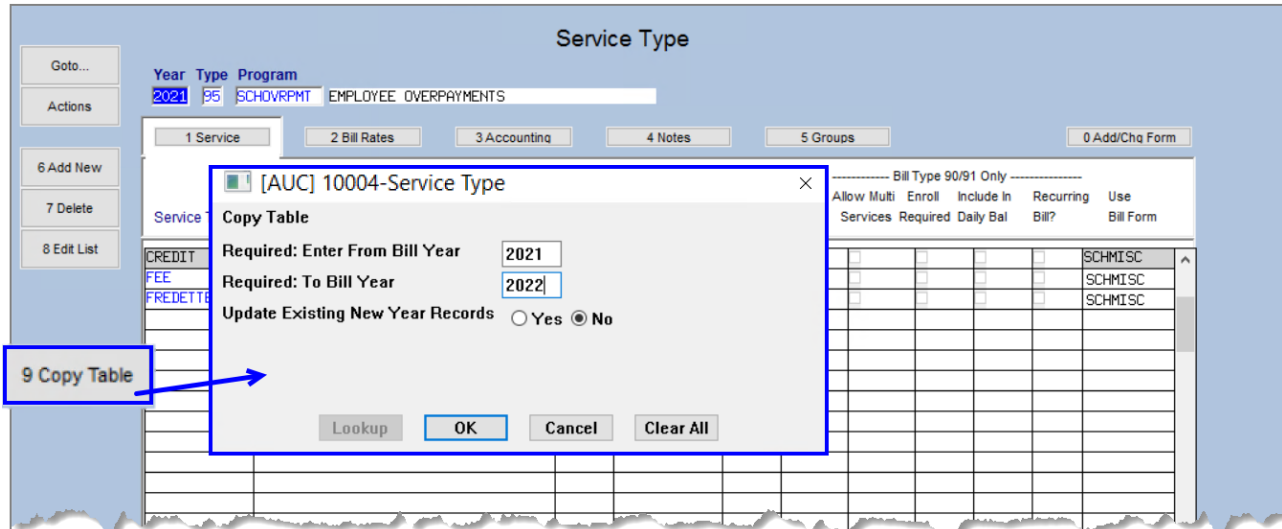 Service Type
Goto...
Actions
Year Type Program
2021 95 SCHOVRPMT EMPLOYEE OVERPAYMENTS
1 Service 2 Bill Rates 3 Accounting 4 Notes 5 Groups 0 Add/Chg Form
6 Add New
7 Delete
8 Edit List
9 Copy Table
Service
------------ Bill Type 90/91 Only ---------------
Allow Multi Enroll Include In Recurring Use
Services Required Daily Bal Bill? Bill Form
CREDIT SCHMISC
FEE SCHMISC
FREDETTE SCHMISC
[AUC] 10004-Service Type
Copy Table
Required: Enter From Bill Year 2021
Required: To Bill Year 2022
Update Existing New Year Records Yes No
Lookup OK Cancel Clear All